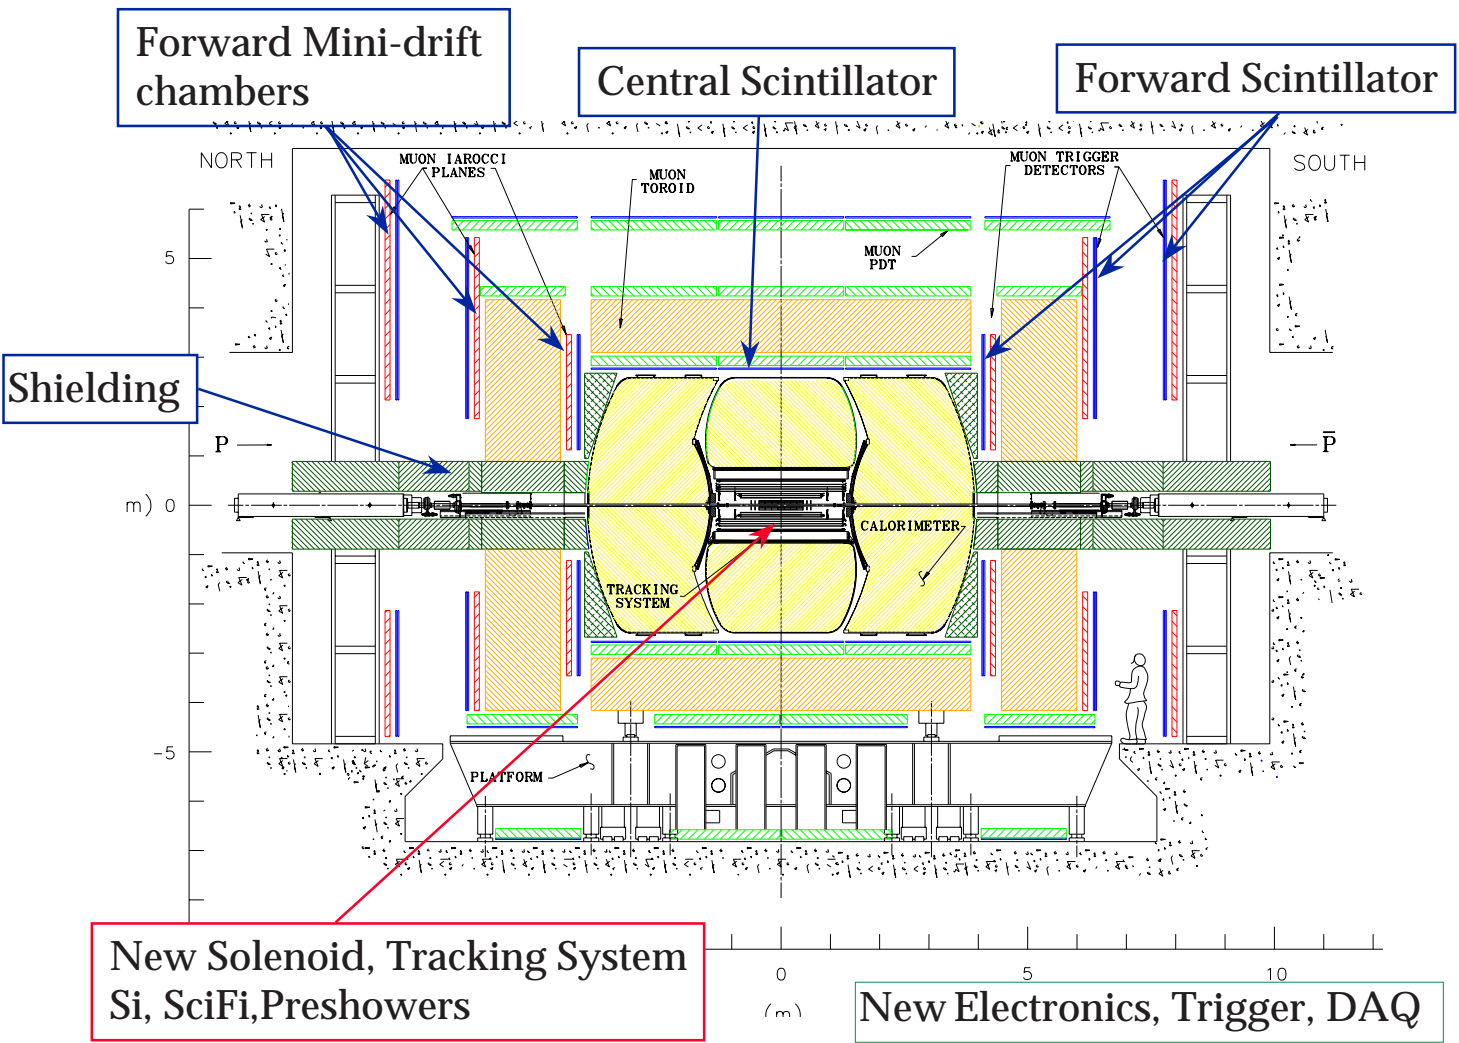 Forward Mini-drift
chambers
Central Scintillator
Forward Scintillator
NORTH
MUON IAROCCI
PLANES
MUON
TOROID
MUON TRIGGER
DETECTORS
SOUTH
5
MUON
PDT
Shielding
P
P̅
m) 0
CALORIMETER
TRACKING
SYSTEM
-5
PLATFORM
New Solenoid, Tracking System
Si, SciFi,Preshowers
0
5
10
(m)
New Electronics, Trigger, DAQ